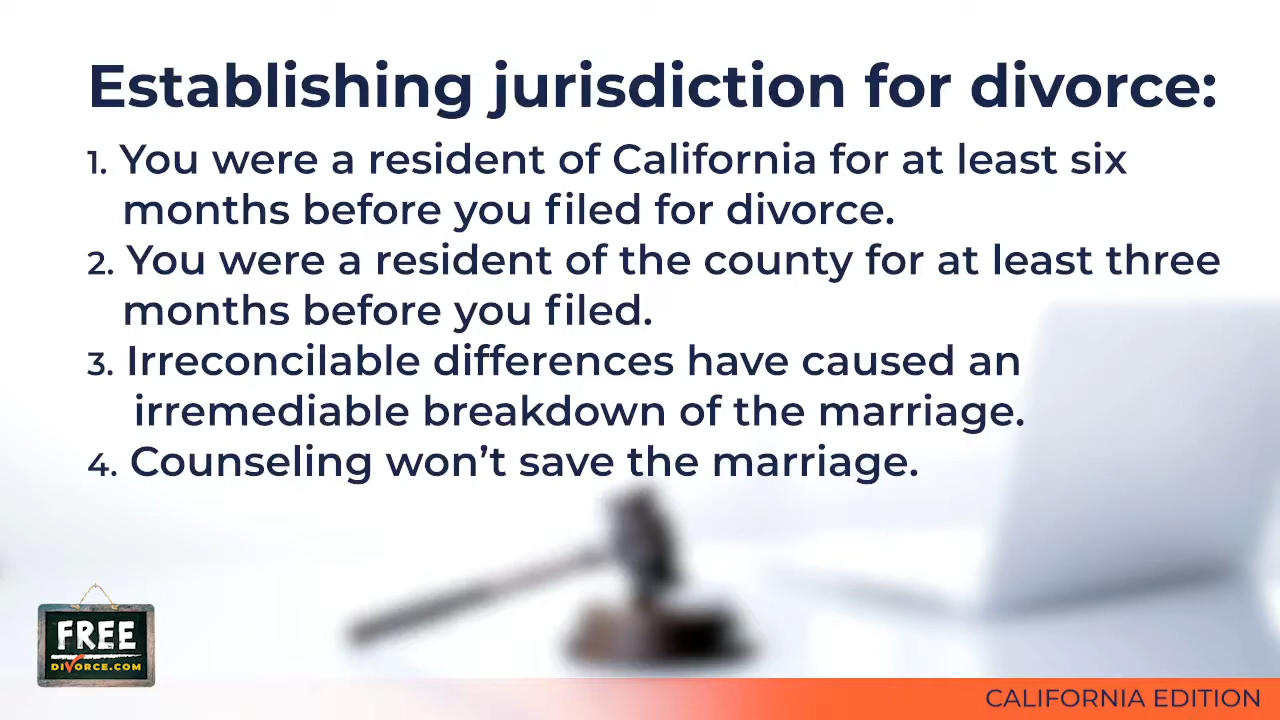 Establishing jurisdiction for divorce:
1. You were a resident of California for at least six
months before you filed for divorce.
2. You were a resident of the county for at least three
months before you filed.
3. Irreconcilable differences have caused an
irremediable breakdown of the marriage.
4. Counseling won’t save the marriage.
FREE
DIVORCE.COM
CALIFORNIA EDITION